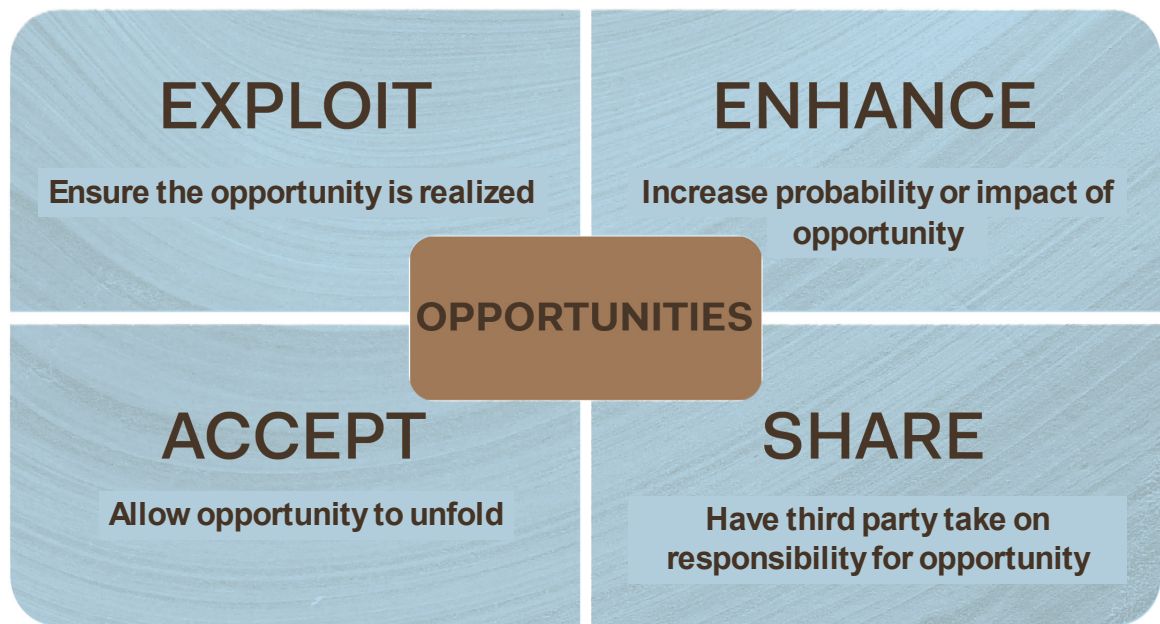 EXPLOIT
Ensure the opportunity is realized
ENHANCE
Increase probability or impact of
opportunity
OPPORTUNITIES
ACCEPT
Allow opportunity to unfold
SHARE
Have third party take on
responsibility for opportunity